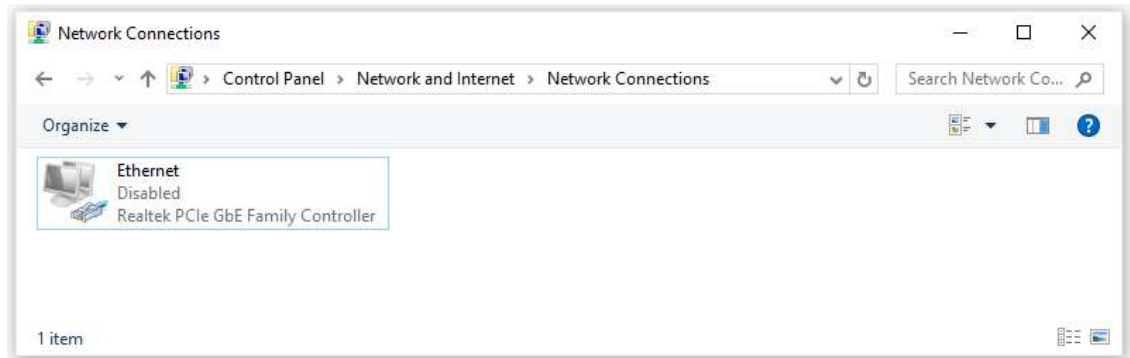 Network Connections
Control Panel > Network and Internet > Network Connections
Search Network Co...
Organize
Ethernet
Disabled
Realtek PCIe GbE Family Controller
1 item